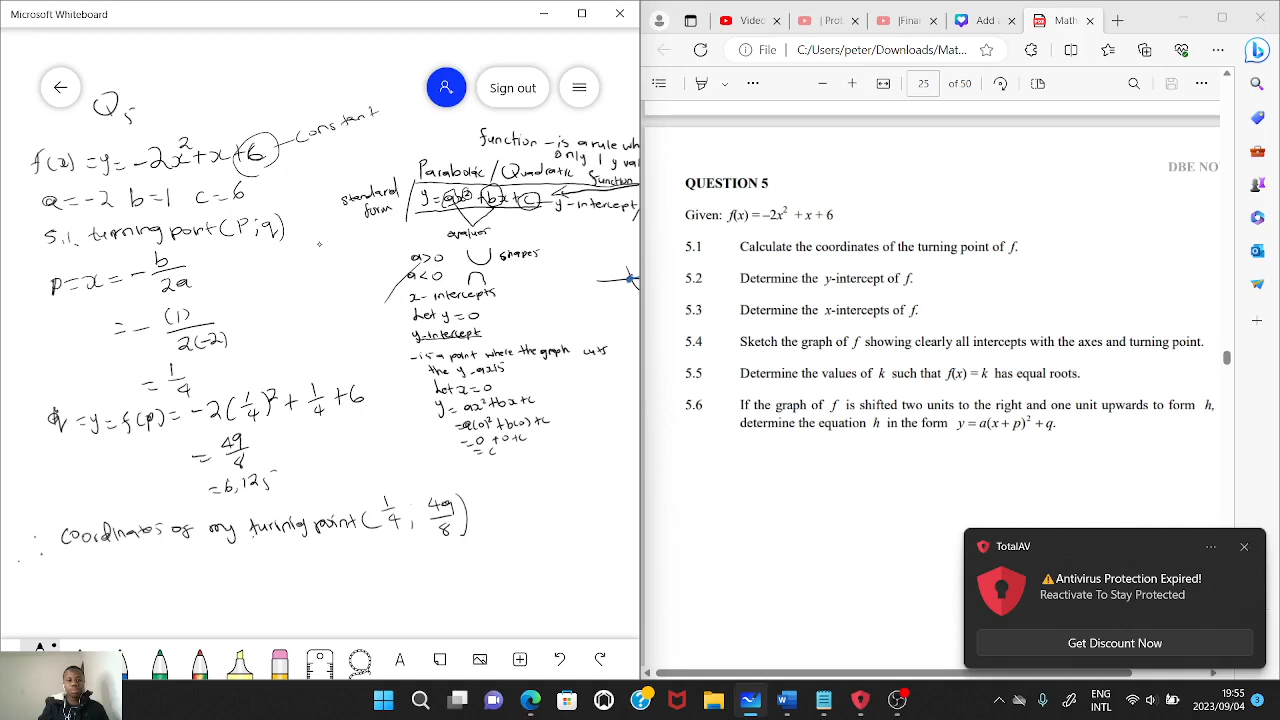 Microsoft Whiteboard
Sign out
Q5
f(x) = y = -2x² + x + 6 — constant
a = -2 b = 1 c = 6
5.1. turning point (P; q)
p = x = - b/2a
= - (1)/2(-2)
= 1/4
q = y = f(p) = -2(1/4)² + 1/4 + 6
= 49/8
= 6,125
∴ coordinates of my turning point (1/4; 49/8)
function - is a rule
only 1 y
Parabolic / Quadratic function
standard form
y = ax² + bx + c
y-intercept
a>0 shapes
a<0
x-intercepts
Let y = 0
y-intercept
- is a point where the graph cuts
the y-axis
Let x = 0
y = ax² + bx + c
= a(0)² + b(0) + c
= 0 + 0 + c
= c
Video
(Prot
(Finan
Add a
Math
File
C:/Users/peter/Downloads/Mat...
25 of 50
DBE NO
QUESTION 5
Given: f(x) = –2x² + x + 6
5.1 Calculate the coordinates of the turning point of f.
5.2 Determine the y-intercept of f.
5.3 Determine the x-intercepts of f.
5.4 Sketch the graph of f showing clearly all intercepts with the axes and turning point.
5.5 Determine the values of k such that f(x) = k has equal roots.
5.6 If the graph of f is shifted two units to the right and one unit upwards to form h,
determine the equation h in the form y = a(x + p)² + q.
TotalAV
Antivirus Protection Expired!
Reactivate To Stay Protected
Get Discount Now
ENG
INTL
19:55
2023/09/04